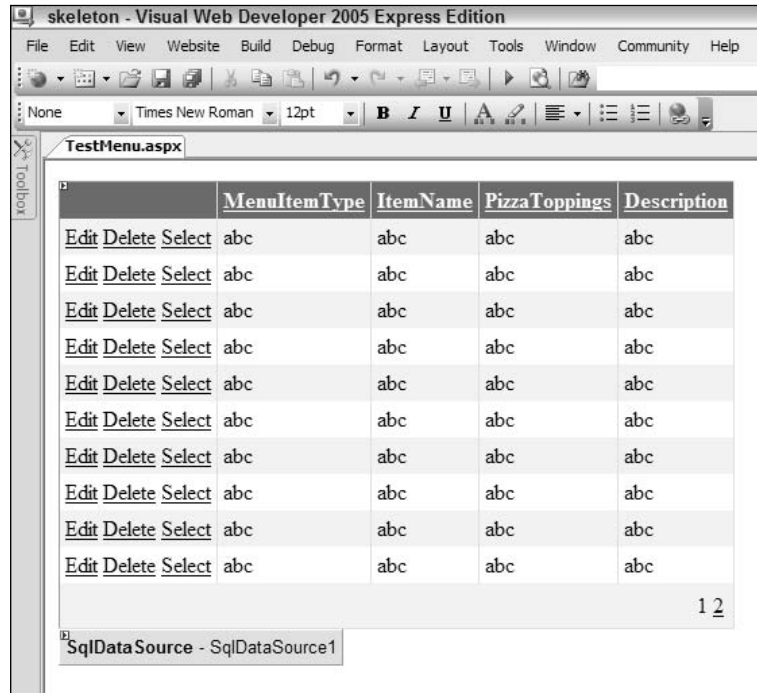 skeleton - Visual Web Developer 2005 Express Edition
File Edit View Website Build Debug Format Layout Tools Window Community Help
None Times New Roman 12pt B I U A
Toolbox
TestMenu.aspx
MenuItemType ItemName PizzaToppings Description
Edit Delete Select abc abc abc abc
Edit Delete Select abc abc abc abc
Edit Delete Select abc abc abc abc
Edit Delete Select abc abc abc abc
Edit Delete Select abc abc abc abc
Edit Delete Select abc abc abc abc
Edit Delete Select abc abc abc abc
Edit Delete Select abc abc abc abc
Edit Delete Select abc abc abc abc
Edit Delete Select abc abc abc abc
1 2
SqlDataSource - SqlDataSource1